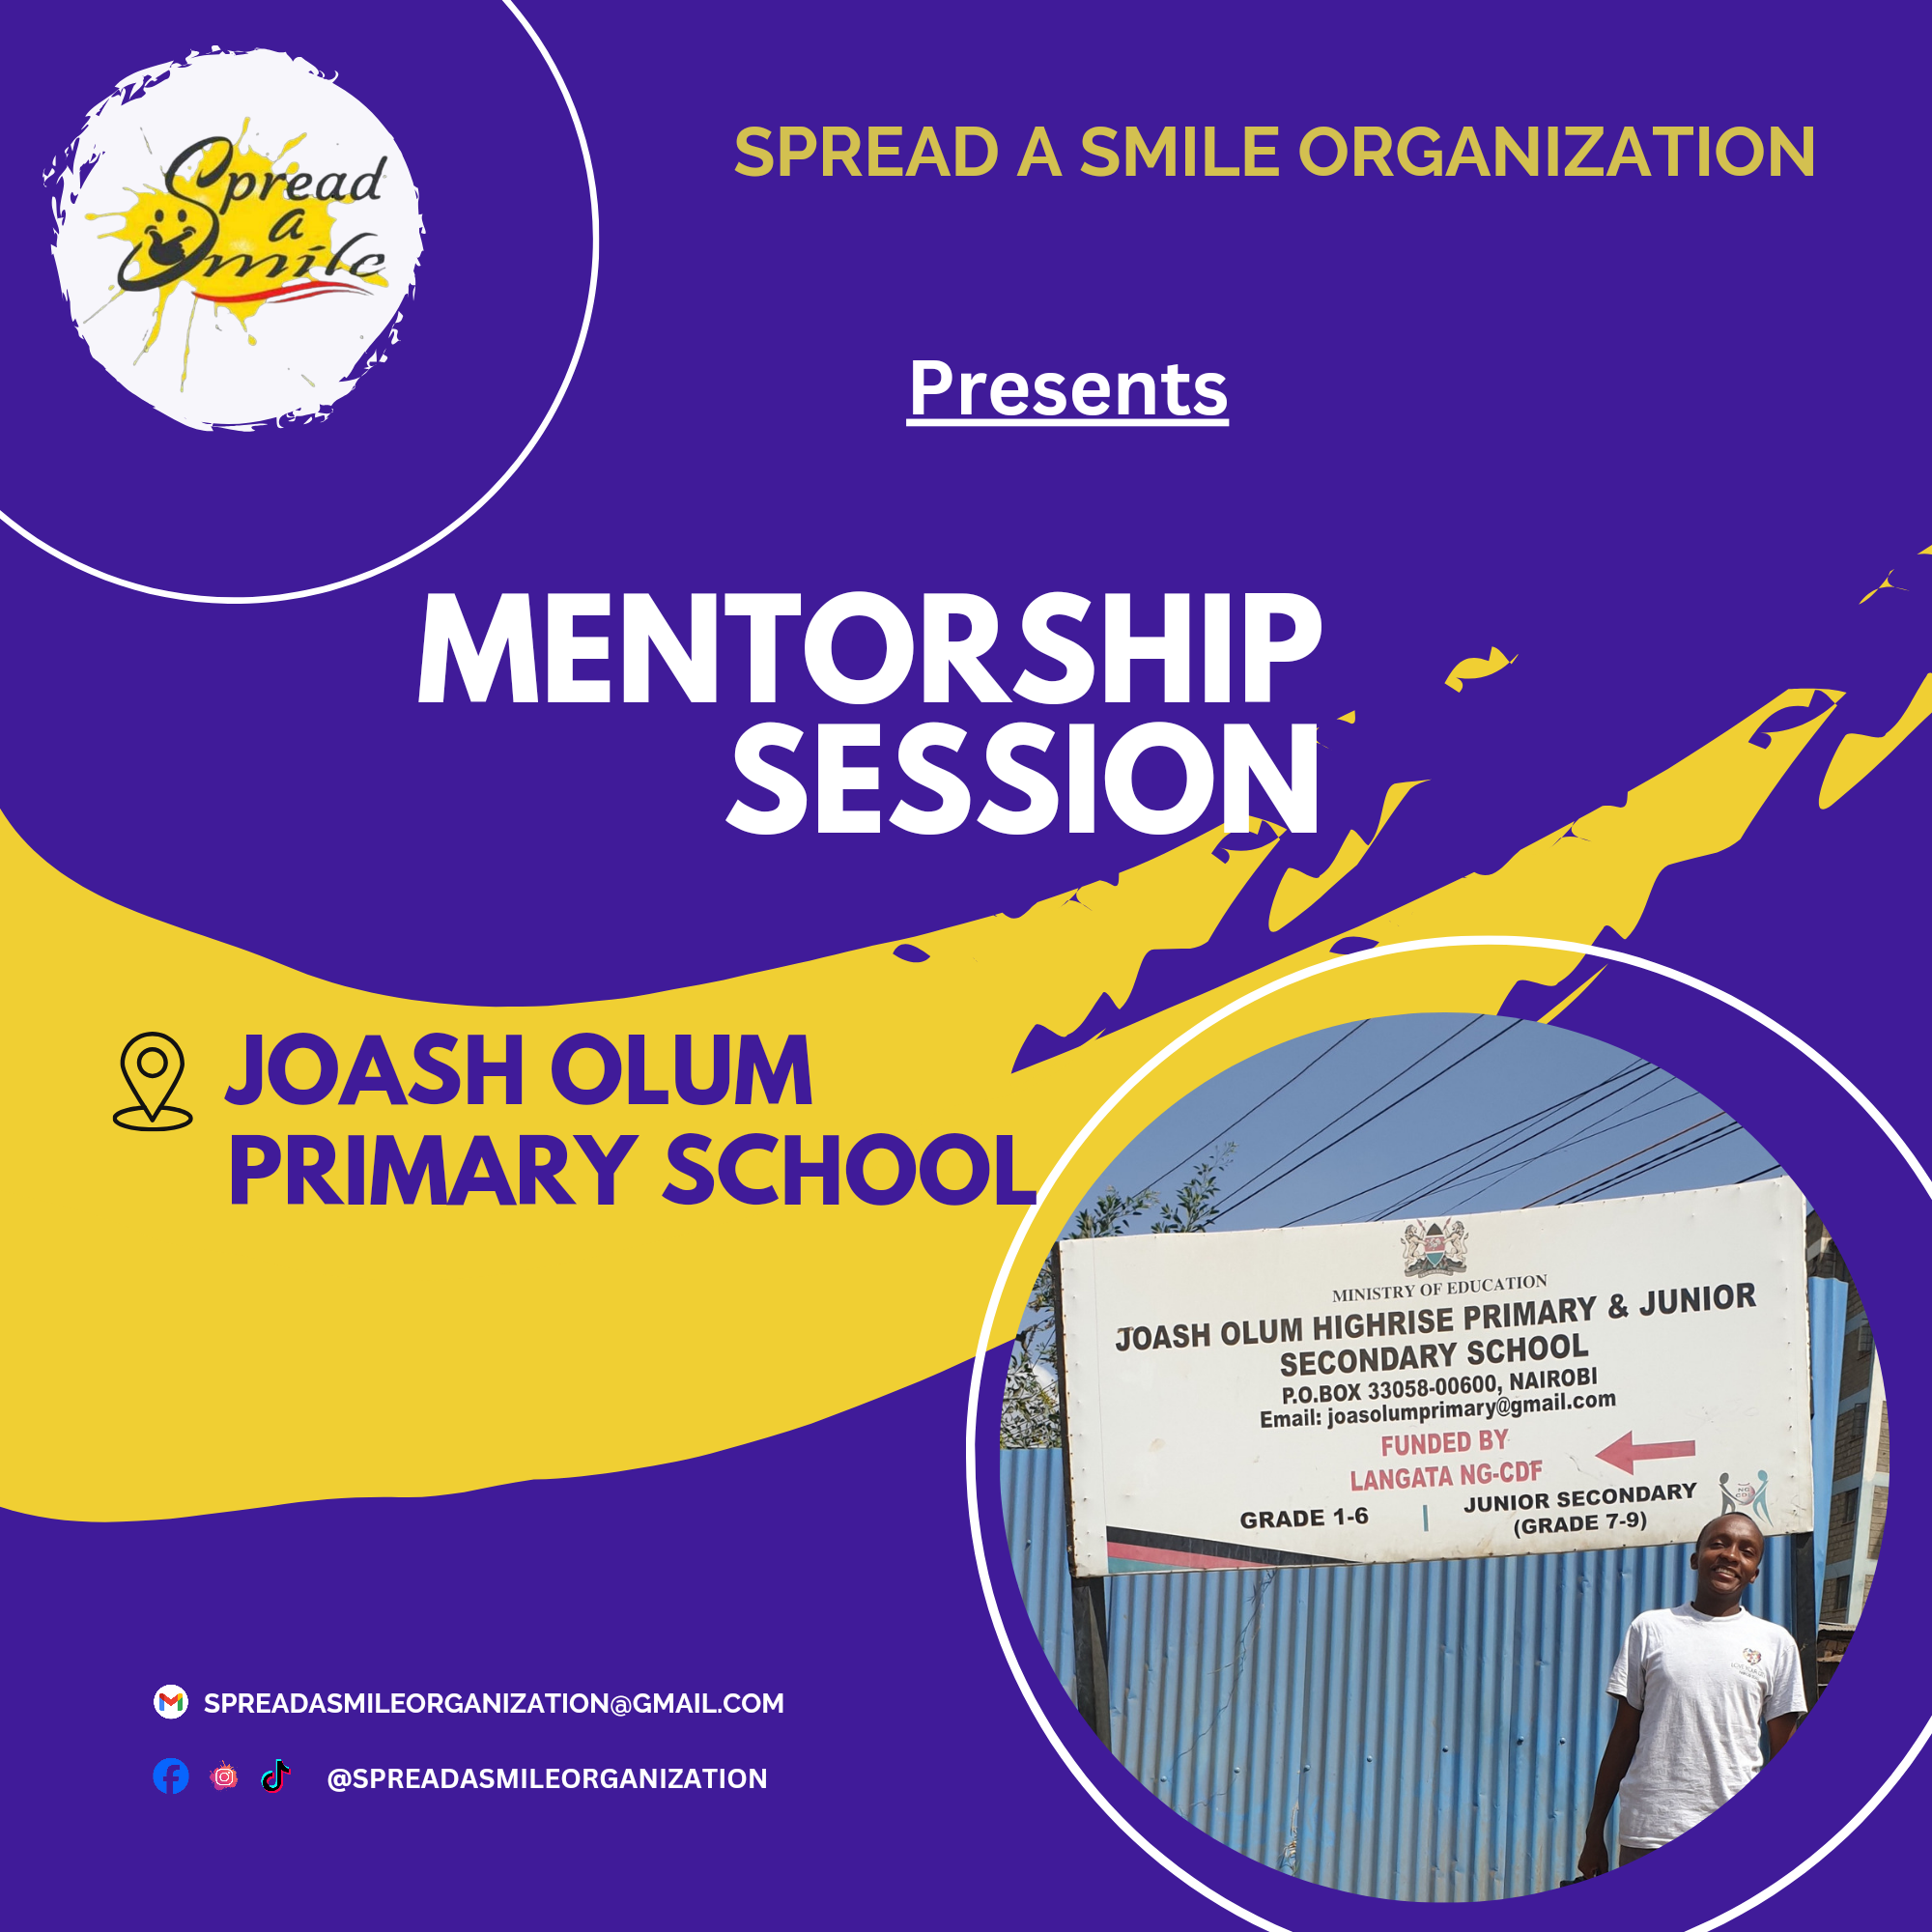 Spread
a
Smile
SPREAD A SMILE ORGANIZATION
Presents
MENTORSHIP
SESSION
JOASH OLUM
PRIMARY SCHOOL
MINISTRY OF EDUCATION
JOASH OLUM HIGHRISE PRIMARY & JUNIOR
SECONDARY SCHOOL
P.O.BOX 33058-00600, NAIROBI
Email: joasolumprimary@gmail.com
FUNDED BY
LANGATA NG-CDF
GRADE 1-6 | JUNIOR SECONDARY
(GRADE 7-9)
SPREADASMILEORGANIZATION@GMAIL.COM
@SPREADASMILEORGANIZATION